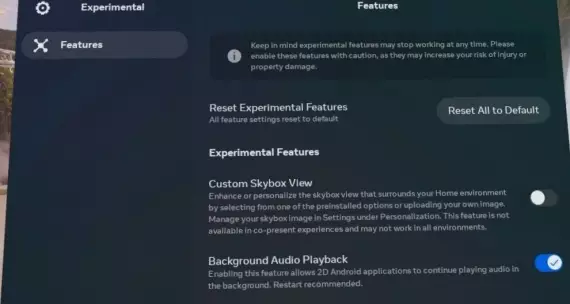 Experimental
Features
Features
Keep in mind experimental features may stop working at any time. Please
enable these features with caution, as they may increase your risk of injury or
property damage.
Reset Experimental Features
All feature settings reset to default
Reset All to Default
Experimental Features
Custom Skybox View
Enhance or personalize the skybox view that surrounds your Home environment
by selecting from one of the preinstalled options or uploading your own image.
Manage your skybox image in Settings under Personalization. This feature is not
available in co-present experiences and may not work in all environments.
Background Audio Playback
Enabling this feature allows 2D Android applications to continue playing audio in
the background. Restart recommended.